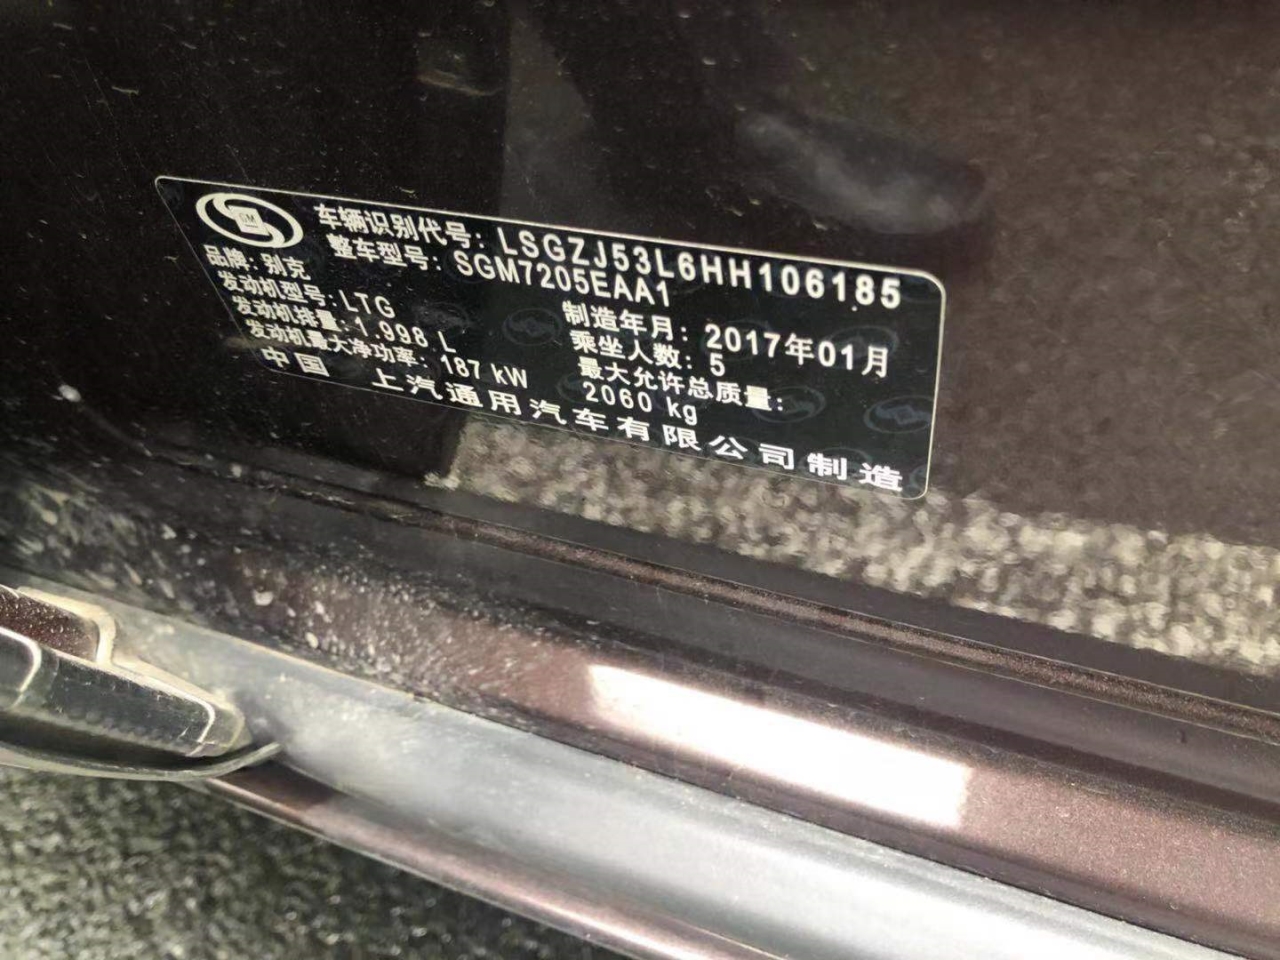 GM
车辆识别代号: LSGZJ53L6HH106185
整车型号: SGM7205EAA1
品牌: 别克
制造年月: 2017年01月
发动机型号: LTG
乘坐人数: 5
发动机排量: 1.998 L
最大允许总质量:
发动机最大净功率: 187 kW
2060 kg
中国 上汽通用汽车有限公司制造